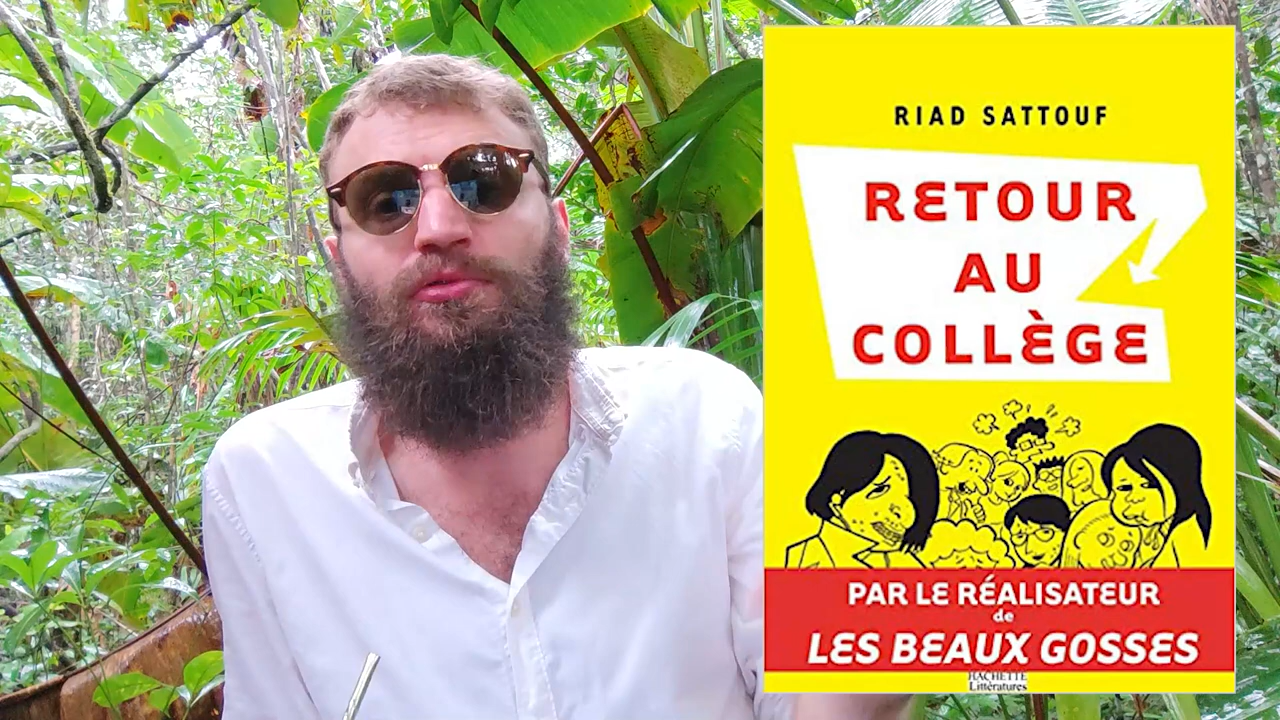 RIAD SATTOUF
RETOUR
AU
COLLÈGE
PAR LE RÉALISATEUR
de
LES BEAUX GOSSES
HACHETTE
Littératures